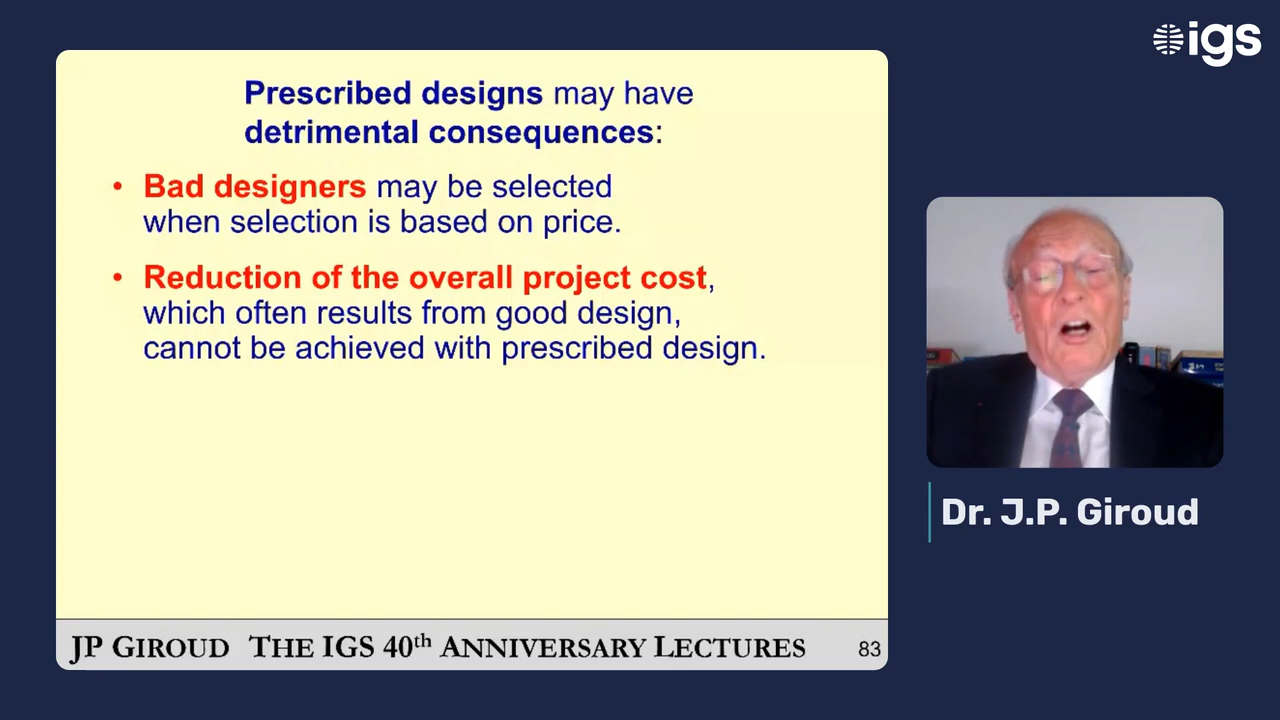 igs
Prescribed designs may have
detrimental consequences:
• Bad designers may be selected
when selection is based on price.
• Reduction of the overall project cost,
which often results from good design,
cannot be achieved with prescribed design.
Dr. J.P. Giroud
JP GIROUD THE IGS 40th ANNIVERSARY LECTURES 83